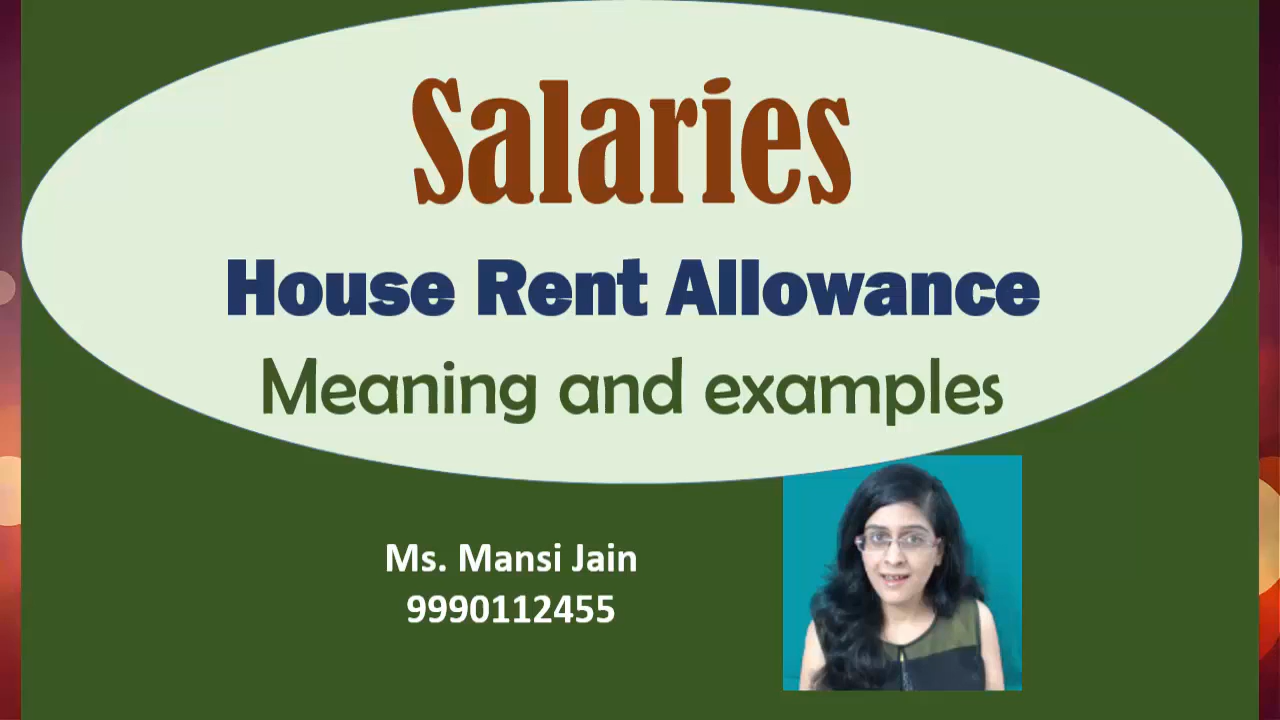 Salaries
House Rent Allowance
Meaning and examples
Ms. Mansi Jain
9990112455